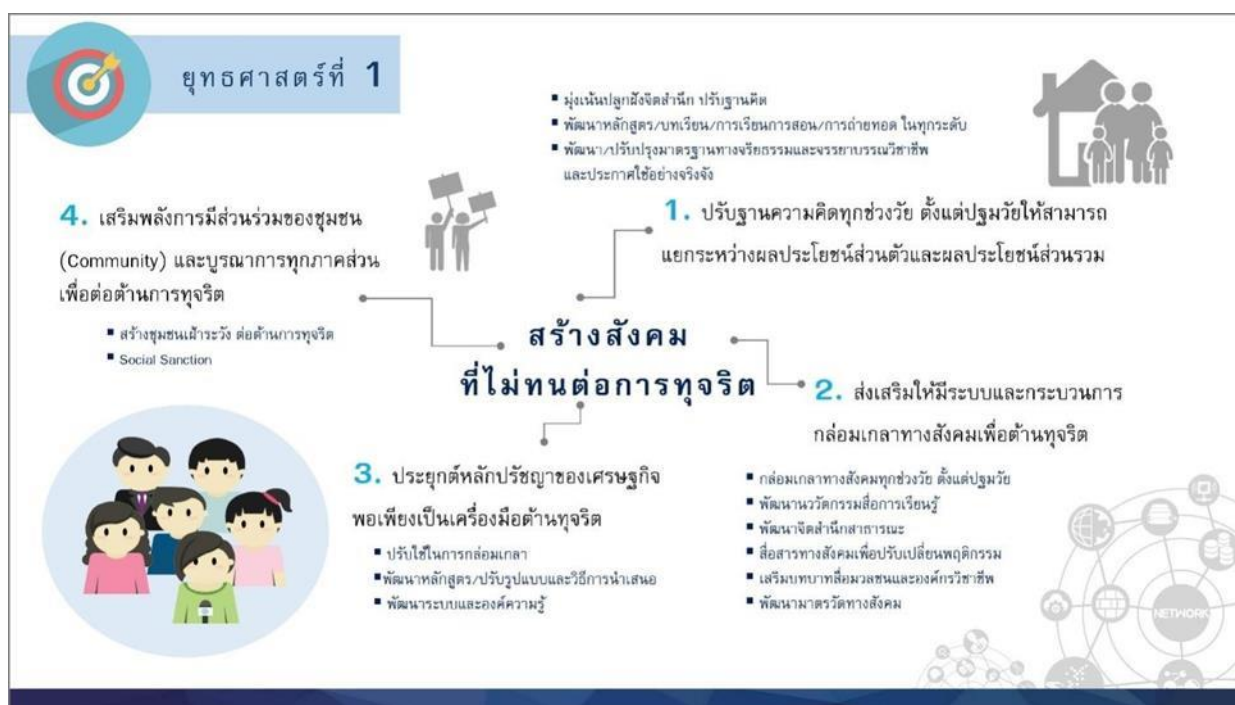 ยุทธศาสตร์ที่ 1
▪ มุ่งเน้นปลูกฝังจิตสำนึก ปรับฐานคิด
▪ พัฒนาหลักสูตร/บทเรียน/การเรียนการสอน/การถ่ายทอด ในทุกระดับ
▪ พัฒนา/ปรับปรุงมาตรฐานทางจริยธรรมและจรรยาบรรณวิชาชีพ
และประกาศใช้อย่างจริงจัง
1. ปรับฐานความคิดทุกช่วงวัย ตั้งแต่ปฐมวัยให้สามารถ
แยกระหว่างผลประโยชน์ส่วนตัวและผลประโยชน์ส่วนรวม
4. เสริมพลังการมีส่วนร่วมของชุมชน
(Community) และบูรณาการทุกภาคส่วน
เพื่อต่อต้านการทุจริต
▪ สร้างชุมชนเฝ้าระวัง ต่อต้านการทุจริต
▪ Social Sanction
สร้างสังคม
ที่ไม่ทนต่อการทุจริต
2. ส่งเสริมให้มีระบบและกระบวนการ
กล่อมเกลาทางสังคมเพื่อต้านทุจริต
▪ กล่อมเกลาทางสังคมทุกช่วงวัย ตั้งแต่ปฐมวัย
▪ พัฒนานวัตกรรมสื่อการเรียนรู้
▪ พัฒนาจิตสำนึกสาธารณะ
▪ สื่อสารทางสังคมเพื่อปรับเปลี่ยนพฤติกรรม
▪ เสริมบทบาทสื่อมวลชนและองค์กรวิชาชีพ
▪ พัฒนามาตรวัดทางสังคม
3. ประยุกต์หลักปรัชญาของเศรษฐกิจ
พอเพียงเป็นเครื่องมือต้านทุจริต
▪ ปรับใช้ในการกล่อมเกลา
▪พัฒนาหลักสูตร/ปรับรูปแบบและวิธีการนำเสนอ
▪ พัฒนาระบบและองค์ความรู้
NETWORK